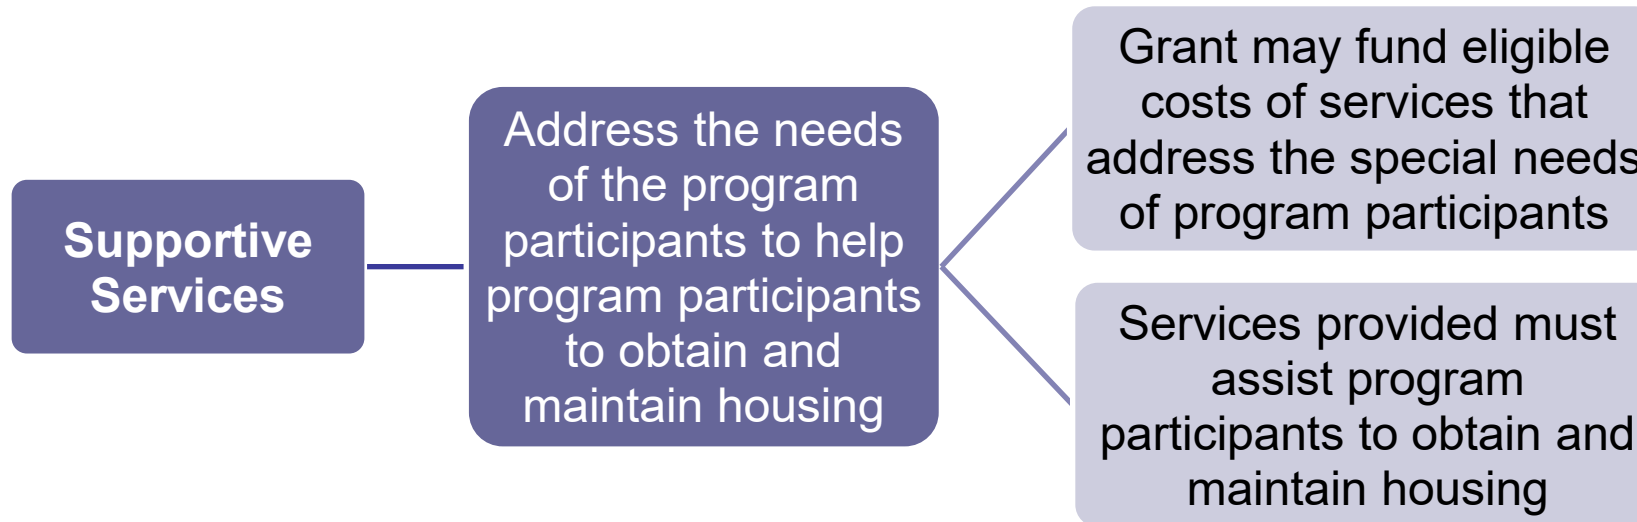 Supportive
Services
Address the needs
of the program
participants to help
program participants
to obtain and
maintain housing
Grant may fund eligible
costs of services that
address the special needs
of program participants
Services provided must
assist program
participants to obtain and
maintain housing